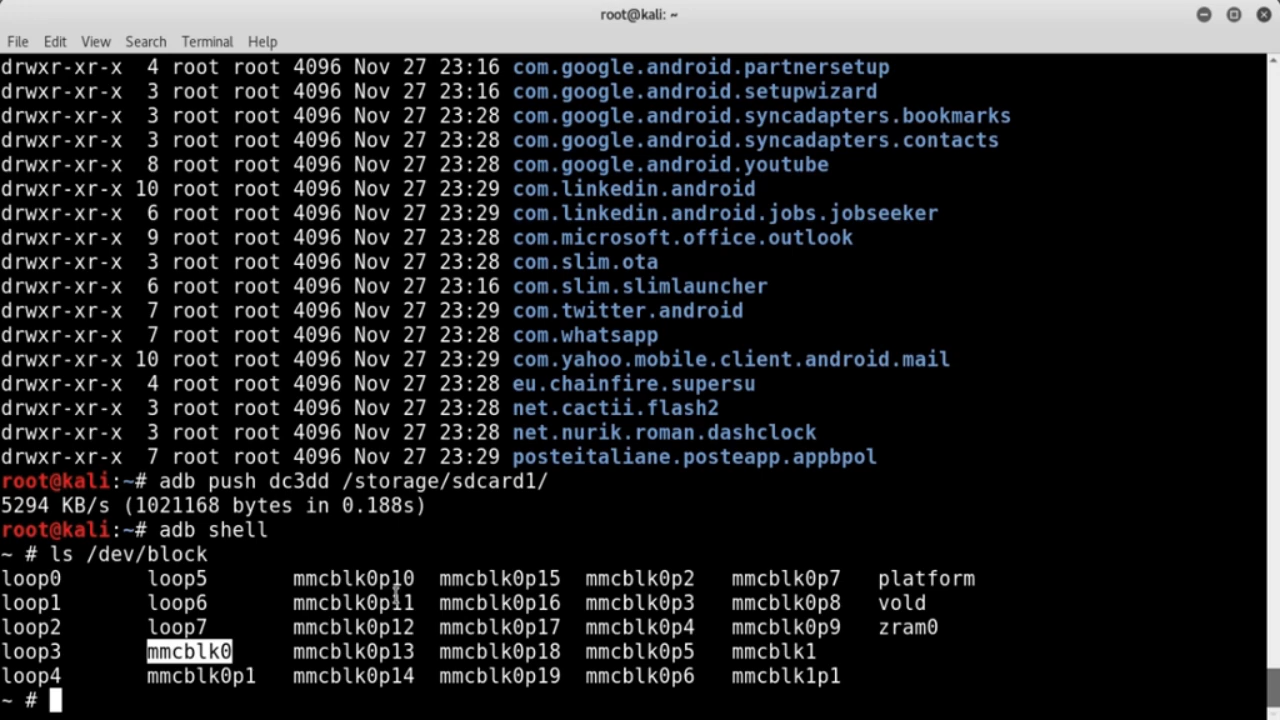 root@kali: ~
File Edit View Search Terminal Help
drwxr-xr-x  4 root root 4096 Nov 27 23:16 com.google.android.partnersetup
drwxr-xr-x  3 root root 4096 Nov 27 23:16 com.google.android.setupwizard
drwxr-xr-x  3 root root 4096 Nov 27 23:28 com.google.android.syncadapters.bookmarks
drwxr-xr-x  3 root root 4096 Nov 27 23:28 com.google.android.syncadapters.contacts
drwxr-xr-x  8 root root 4096 Nov 27 23:28 com.google.android.youtube
drwxr-xr-x 10 root root 4096 Nov 27 23:29 com.linkedin.android
drwxr-xr-x  6 root root 4096 Nov 27 23:29 com.linkedin.android.jobs.jobseeker
drwxr-xr-x  9 root root 4096 Nov 27 23:28 com.microsoft.office.outlook
drwxr-xr-x  3 root root 4096 Nov 27 23:28 com.slim.ota
drwxr-xr-x  6 root root 4096 Nov 27 23:16 com.slim.slimlauncher
drwxr-xr-x  7 root root 4096 Nov 27 23:29 com.twitter.android
drwxr-xr-x  7 root root 4096 Nov 27 23:28 com.whatsapp
drwxr-xr-x 10 root root 4096 Nov 27 23:29 com.yahoo.mobile.client.android.mail
drwxr-xr-x  4 root root 4096 Nov 27 23:28 eu.chainfire.supersu
drwxr-xr-x  3 root root 4096 Nov 27 23:28 net.cactii.flash2
drwxr-xr-x  3 root root 4096 Nov 27 23:28 net.nurik.roman.dashclock
drwxr-xr-x  7 root root 4096 Nov 27 23:29 posteitaliane.posteapp.appbpol
root@kali:~# adb push dc3dd /storage/sdcard1/
5294 KB/s (1021168 bytes in 0.188s)
root@kali:~# adb shell
~ # ls /dev/block
loop0 loop5 mmcblk0p10 mmcblk0p15 mmcblk0p2 mmcblk0p7 platform
loop1 loop6 mmcblk0p11 mmcblk0p16 mmcblk0p3 mmcblk0p8 vold
loop2 loop7 mmcblk0p12 mmcblk0p17 mmcblk0p4 mmcblk0p9 zram0
loop3 mmcblk0 mmcblk0p13 mmcblk0p18 mmcblk0p5 mmcblk1
loop4 mmcblk0p1 mmcblk0p14 mmcblk0p19 mmcblk0p6 mmcblk1p1
~ #